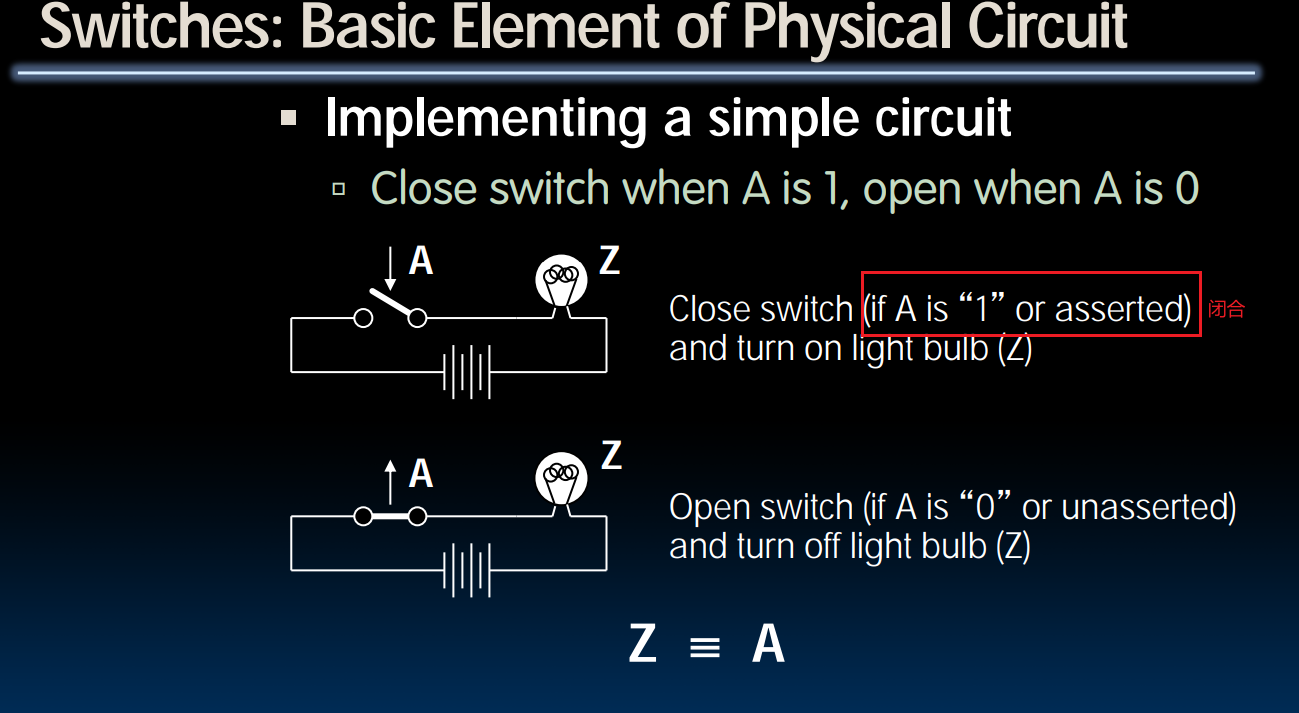 Switches: Basic Element of Physical Circuit
▪ Implementing a simple circuit
▫ Close switch when A is 1, open when A is 0
A
Z
Close switch (if A is “1” or asserted) 闭合
and turn on light bulb (Z)
A
Z
Open switch (if A is “0” or unasserted)
and turn off light bulb (Z)
Z ≡ A